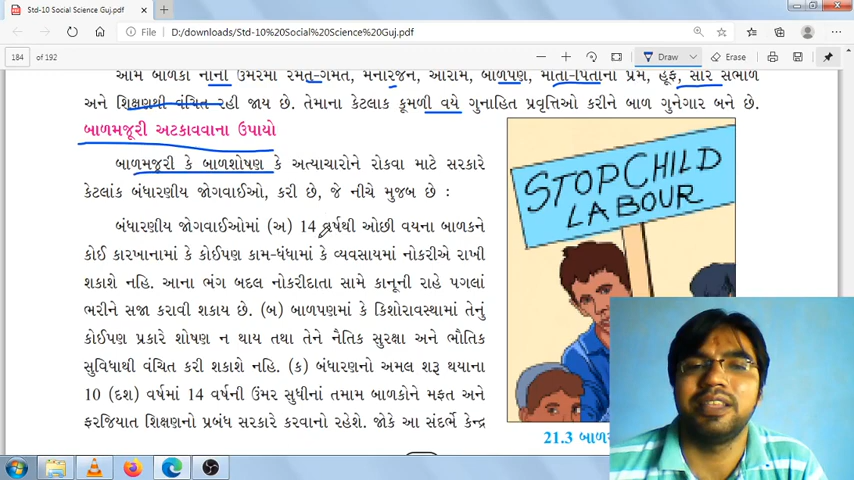 Std-10 Social Science Guj.pdf
File D:/downloads/Std-10%20Social%20Science%20Guj.pdf
184 of 192
Draw
Erase
આમ બાળકો નાની ઉંમરમાં રમત-ગમત, મનોરંજન, આરામ, બાળપણ, માતા-પિતાનો પ્રેમ, હૂંફ, સાર સંભાળ
અને શિક્ષણથી વંચિત રહી જાય છે. તેમાના કેટલાક કૂમળી વયે ગુનાહિત પ્રવૃત્તિઓ કરીને બાળ ગુનેગાર બને છે.
બાળમજૂરી અટકાવવાના ઉપાયો
બાળમજૂરી કે બાળશોષણ કે અત્યાચારોને રોકવા માટે સરકારે
કેટલાંક બંધારણીય જોગવાઈઓ, કરી છે, જે નીચે મુજબ છે :
બંધારણીય જોગવાઈઓમાં (અ) 14 વર્ષથી ઓછી વયના બાળકને
કોઈ કારખાનામાં કે કોઈપણ કામ-ધંધામાં કે વ્યવસાયમાં નોકરીએ રાખી
શકાશે નહિ. આના ભંગ બદલ નોકરીદાતા સામે કાનૂની રાહે પગલાં
ભરીને સજા કરાવી શકાય છે. (બ) બાળપણમાં કે કિશોરાવસ્થામાં તેનું
કોઈપણ પ્રકારે શોષણ ન થાય તથા તેને નૈતિક સુરક્ષા અને ભૌતિક
સુવિધાથી વંચિત કરી શકાશે નહિ. (ક) બંધારણનો અમલ શરૂ થયાના
10 (દશ) વર્ષમાં 14 વર્ષની ઉંમર સુધીનાં તમામ બાળકોને મફત અને
ફરજિયાત શિક્ષણનો પ્રબંધ સરકારે કરવાનો રહેશે. જોકે આ સંદર્ભે કેન્દ્ર
STOP CHILD
LABOUR
21.3